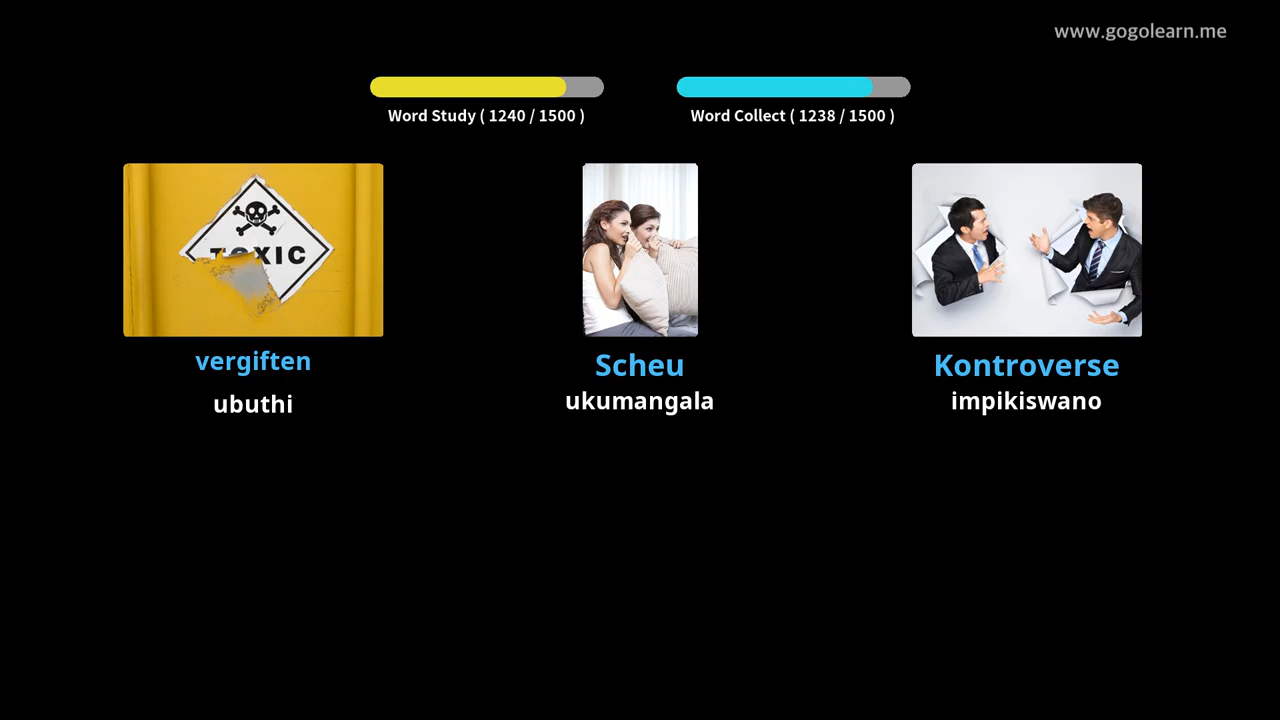 www.gogolearn.me
Word Study ( 1240 / 1500 )
Word Collect ( 1238 / 1500 )
TOXIC
vergiften
Scheu
Kontroverse
ubuthi
ukumangala
impikiswano